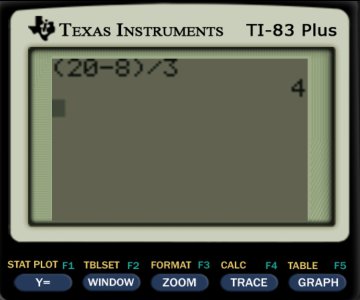 TEXAS INSTRUMENTS TI-83 Plus
(20-8)/3
4
STAT PLOT F1 TBLSET F2 FORMAT F3 CALC F4 TABLE F5
Y= WINDOW ZOOM TRACE GRAPH